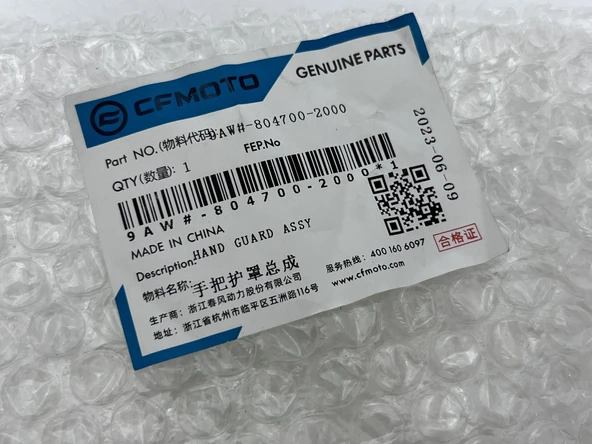 CFMOTO
GENUINE PARTS
Part NO.(物料代码) 9AW#-804700-2000
QTY(数量): 1
FEP.No
2023-06-09
9AW#-804700-2000*1
MADE IN CHINA
Description: HAND GUARD ASSY
物料名称: 手把护罩总成
生产商: 浙江春风动力股份有限公司
地址: 浙江省杭州市临平区五洲路116号
服务热线: 400 160 6097
www.cfmoto.com
合格证